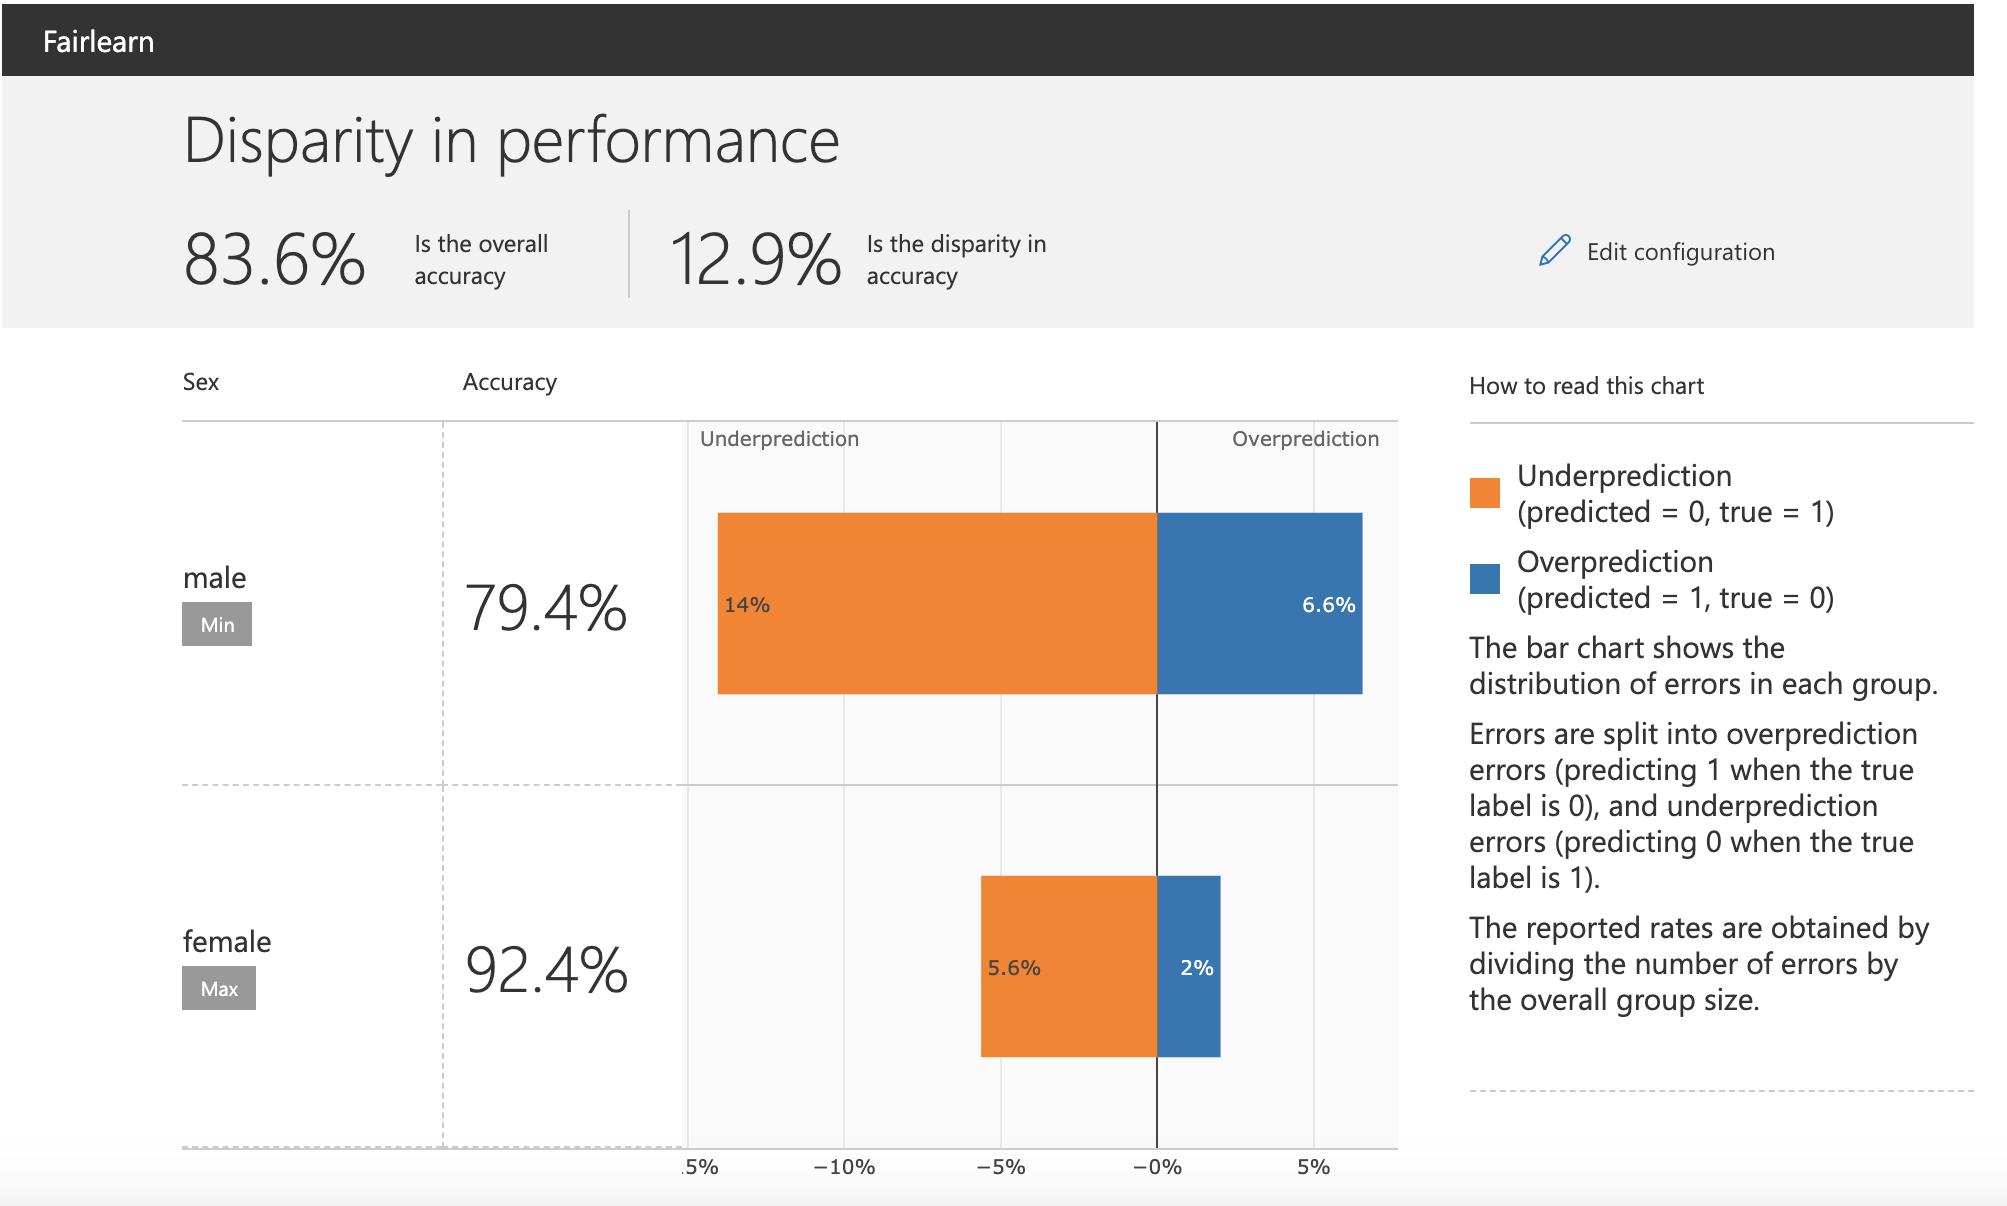 Fairlearn
Disparity in performance
83.6%
Is the overall
accuracy
12.9%
Is the disparity in
accuracy
Edit configuration
Sex
Accuracy
Underprediction
Overprediction
male
Min
79.4%
14%
6.6%
female
Max
92.4%
5.6%
2%
.5%
−10%
−5%
−0%
5%
How to read this chart
Underprediction
(predicted = 0, true = 1)
Overprediction
(predicted = 1, true = 0)
The bar chart shows the
distribution of errors in each group.
Errors are split into overprediction
errors (predicting 1 when the true
label is 0), and underprediction
errors (predicting 0 when the true
label is 1).
The reported rates are obtained by
dividing the number of errors by
the overall group size.